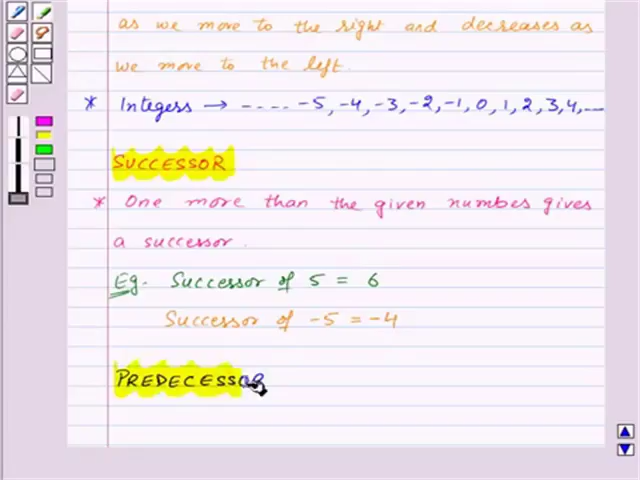 as we move to the right and decreases as
we move to the left.
* Integers → ---- -5, -4, -3, -2, -1, 0, 1, 2, 3, 4, ...
SUCCESSOR
* One more than the given number gives
a successor.
Eg. Successor of 5 = 6
Successor of -5 = -4
PREDECESSOR